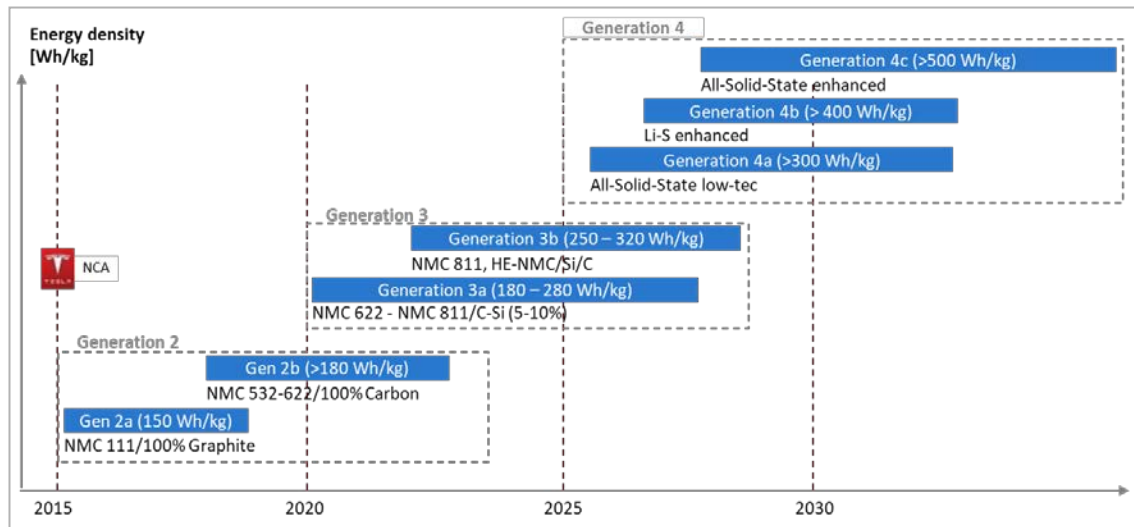 Energy density
[Wh/kg]
Generation 4
Generation 4c (>500 Wh/kg)
All-Solid-State enhanced
Generation 4b (> 400 Wh/kg)
Li-S enhanced
Generation 4a (>300 Wh/kg)
All-Solid-State low-tec
Generation 3
Generation 3b (250 – 320 Wh/kg)
NMC 811, HE-NMC/Si/C
TESLA
NCA
Generation 3a (180 – 280 Wh/kg)
NMC 622 - NMC 811/C-Si (5-10%)
Generation 2
Gen 2b (>180 Wh/kg)
NMC 532-622/100% Carbon
Gen 2a (150 Wh/kg)
NMC 111/100% Graphite
2015
2020
2025
2030